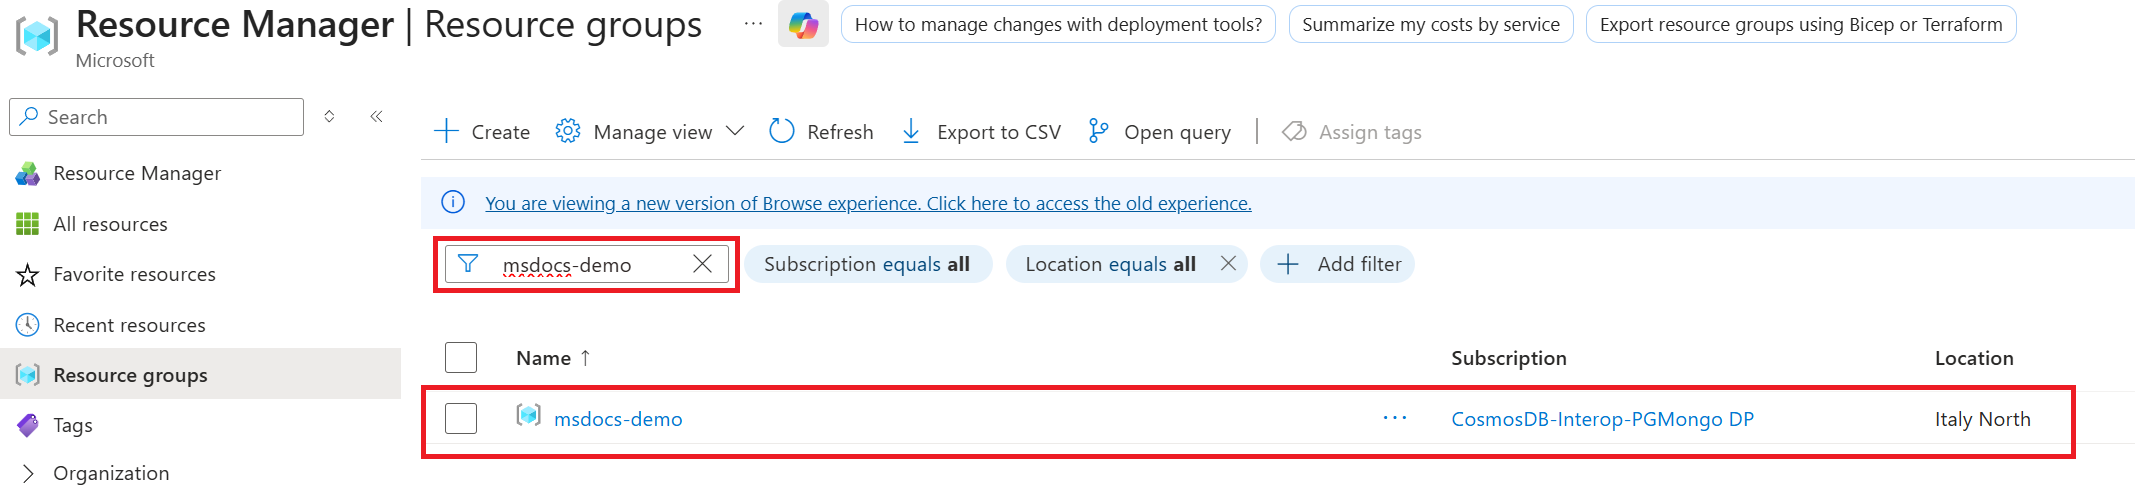 Resource Manager | Resource groups ...
How to manage changes with deployment tools?
Summarize my costs by service
Export resource groups using Bicep or Terraform
Microsoft
Search
Create
Manage view
Refresh
Export to CSV
Open query
Assign tags
Resource Manager
All resources
Favorite resources
Recent resources
Resource groups
Tags
Organization
You are viewing a new version of Browse experience. Click here to access the old experience.
msdocs-demo
Subscription equals all
Location equals all
Add filter
Name ↑
Subscription
Location
msdocs-demo
...
CosmosDB-Interop-PGMongo DP
Italy North